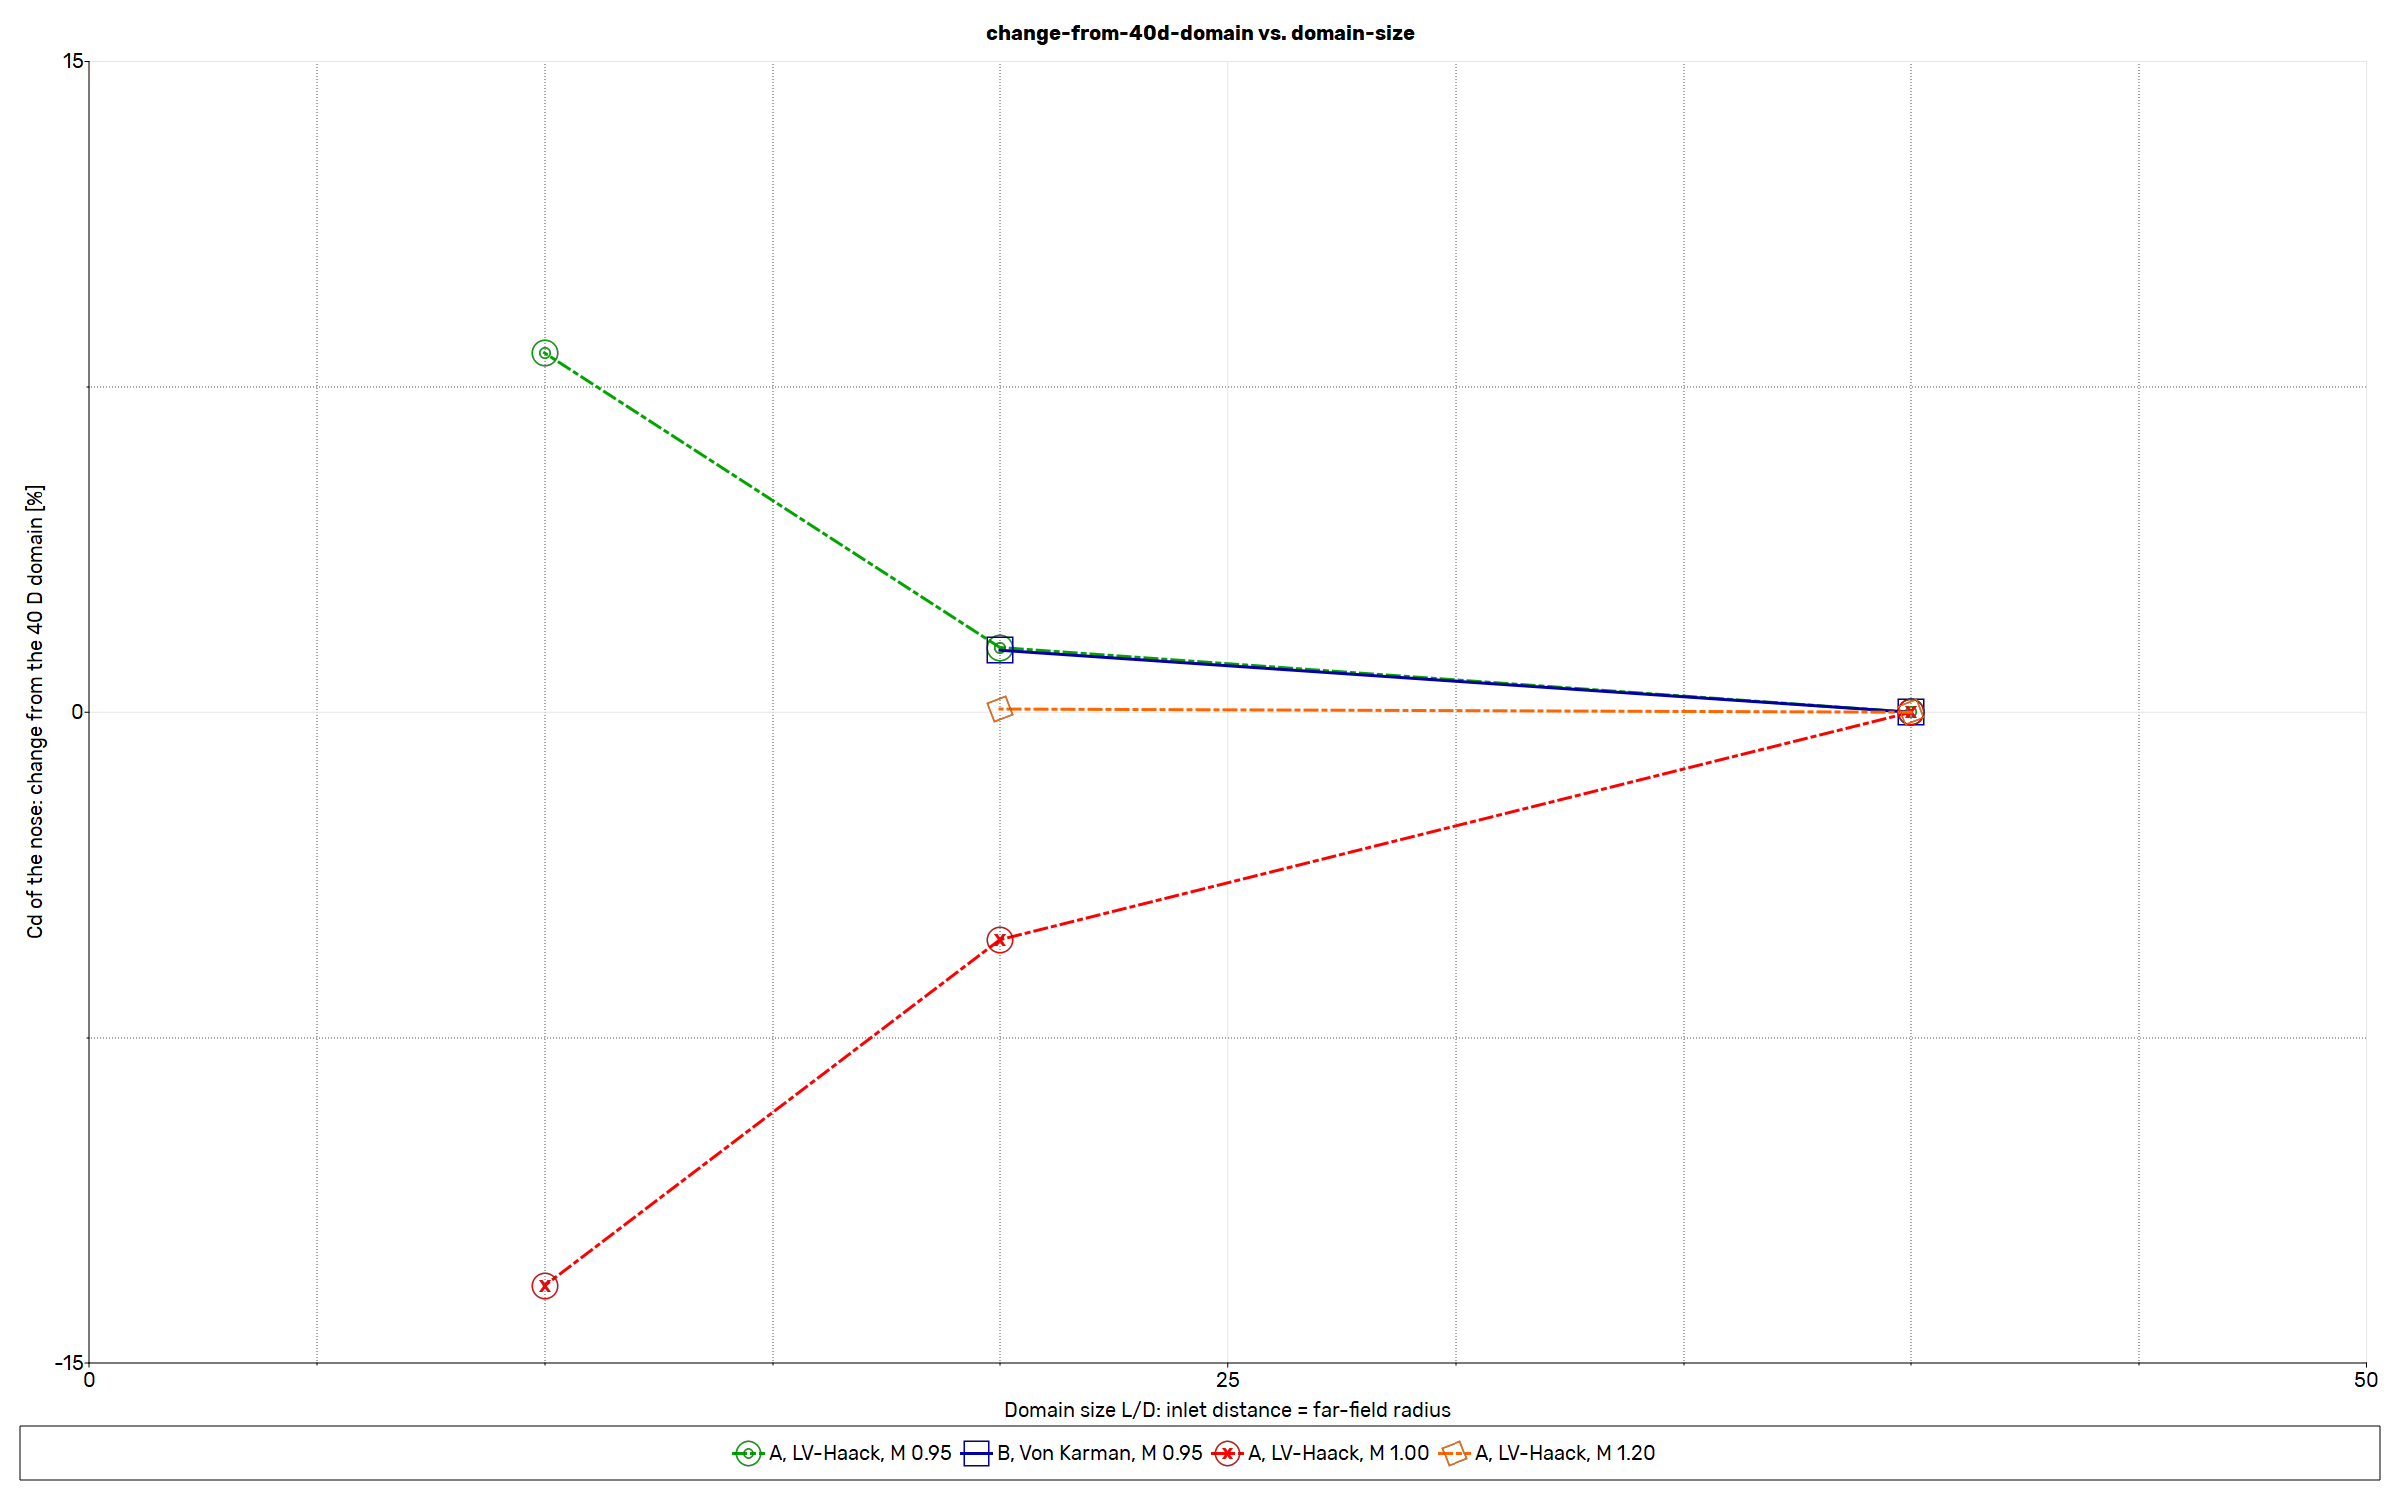 change-from-40d-domain vs. domain-size
15
0
-15
Cd of the nose: change from the 40 D domain [%]
0
25
50
Domain size L/D: inlet distance = far-field radius
A, LV-Haack, M 0.95
B, Von Karman, M 0.95
A, LV-Haack, M 1.00
A, LV-Haack, M 1.20